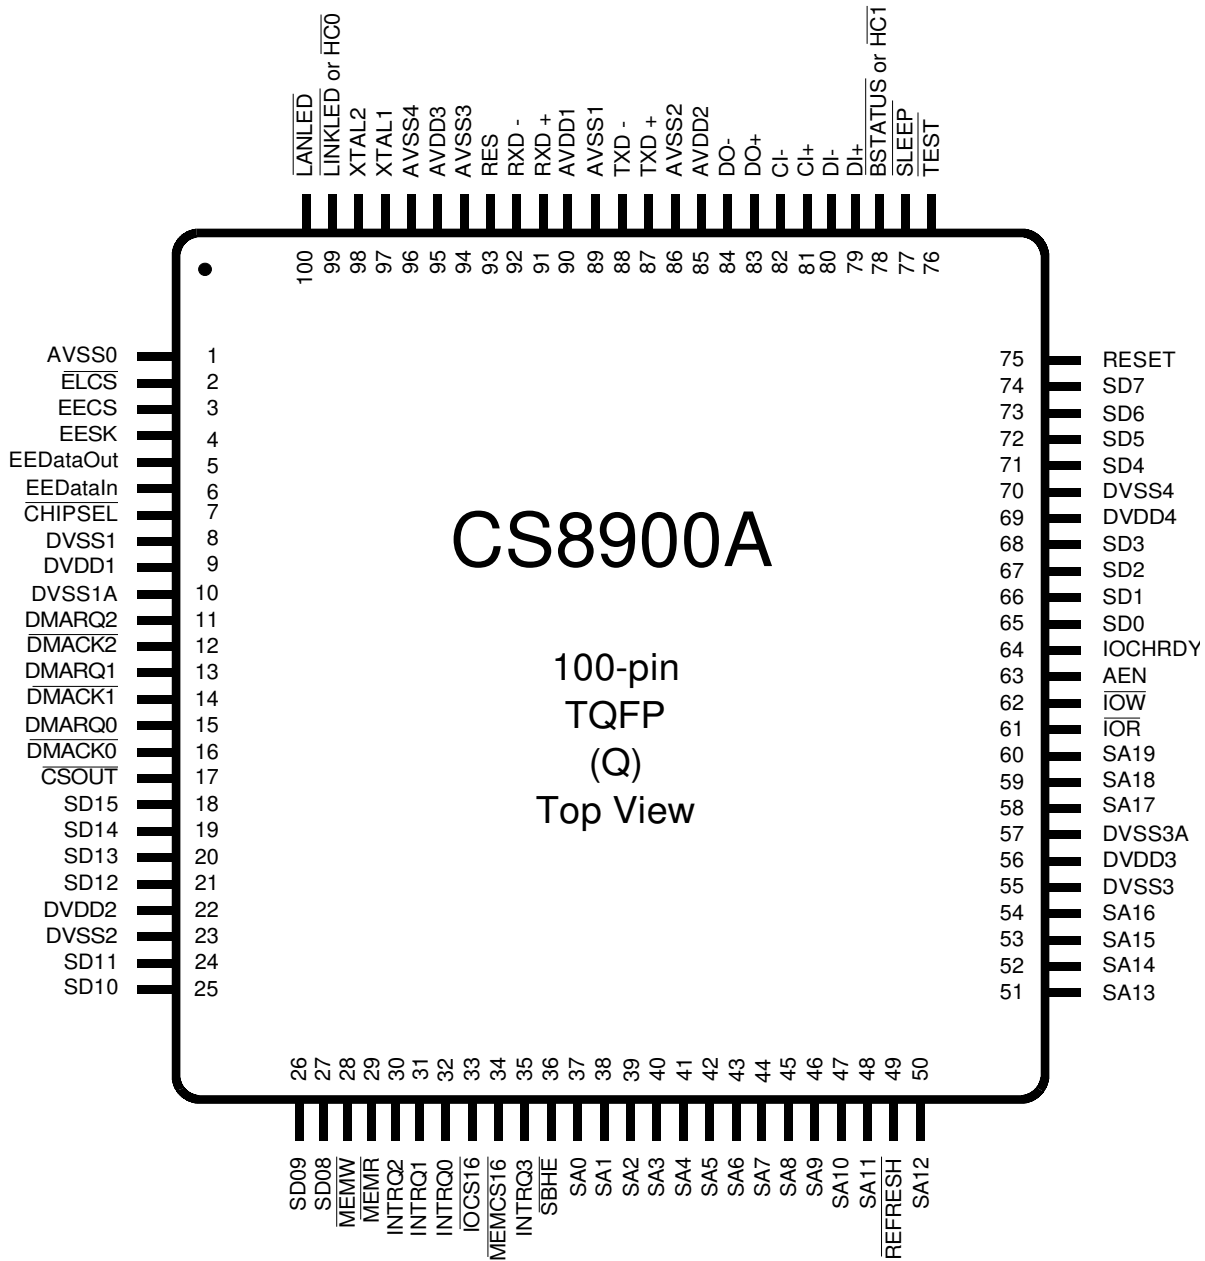 LANLED
LINKLED or HC0
XTAL2
XTAL1
AVSS4
AVDD3
AVSS3
RES
RXD -
RXD +
AVDD1
AVSS1
TXD -
TXD +
AVSS2
AVDD2
DO-
DO+
CI-
CI+
DI-
DI+
BSTATUS or HC1
SLEEP
TEST
100
99
98
97
96
95
94
93
92
91
90
89
88
87
86
85
84
83
82
81
80
79
78
77
76
AVSS0 1
ELCS 2
EECS 3
EESK 4
EEDataOut 5
EEDataIn 6
CHIPSEL 7
DVSS1 8
DVDD1 9
DVSS1A 10
DMARQ2 11
DMACK2 12
DMARQ1 13
DMACK1 14
DMARQ0 15
DMACK0 16
CSOUT 17
SD15 18
SD14 19
SD13 20
SD12 21
DVDD2 22
DVSS2 23
SD11 24
SD10 25
CS8900A
100-pin
TQFP
(Q)
Top View
75 RESET
74 SD7
73 SD6
72 SD5
71 SD4
70 DVSS4
69 DVDD4
68 SD3
67 SD2
66 SD1
65 SD0
64 IOCHRDY
63 AEN
62 IOW
61 IOR
60 SA19
59 SA18
58 SA17
57 DVSS3A
56 DVDD3
55 DVSS3
54 SA16
53 SA15
52 SA14
51 SA13
26
27
28
29
30
31
32
33
34
35
36
37
38
39
40
41
42
43
44
45
46
47
48
49
50
SD09
SD08
MEMW
MEMR
INTRQ2
INTRQ1
INTRQ0
IOCS16
MEMCS16
INTRQ3
SBHE
SA0
SA1
SA2
SA3
SA4
SA5
SA6
SA7
SA8
SA9
SA10
SA11
REFRESH
SA12